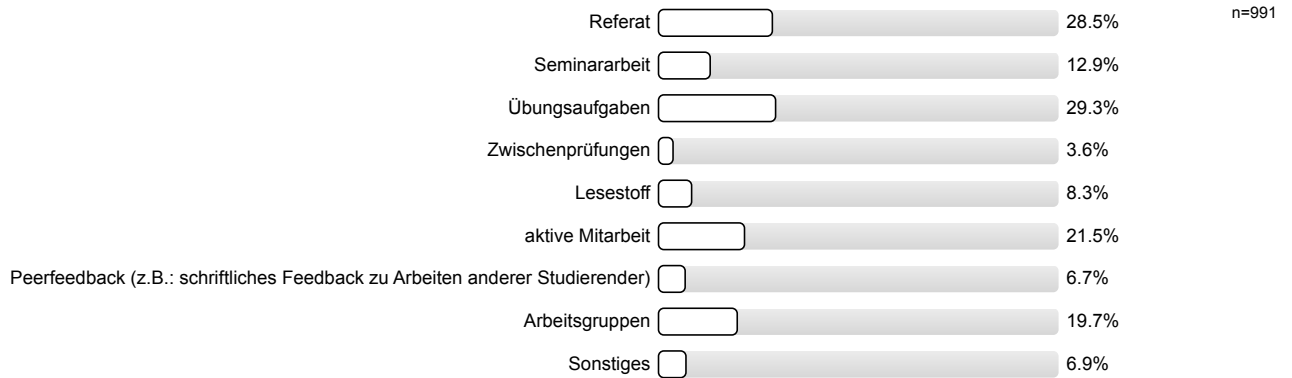 Referat 28.5% n=991
Seminararbeit 12.9%
Übungsaufgaben 29.3%
Zwischenprüfungen 3.6%
Lesestoff 8.3%
aktive Mitarbeit 21.5%
Peerfeedback (z.B.: schriftliches Feedback zu Arbeiten anderer Studierender) 6.7%
Arbeitsgruppen 19.7%
Sonstiges 6.9%